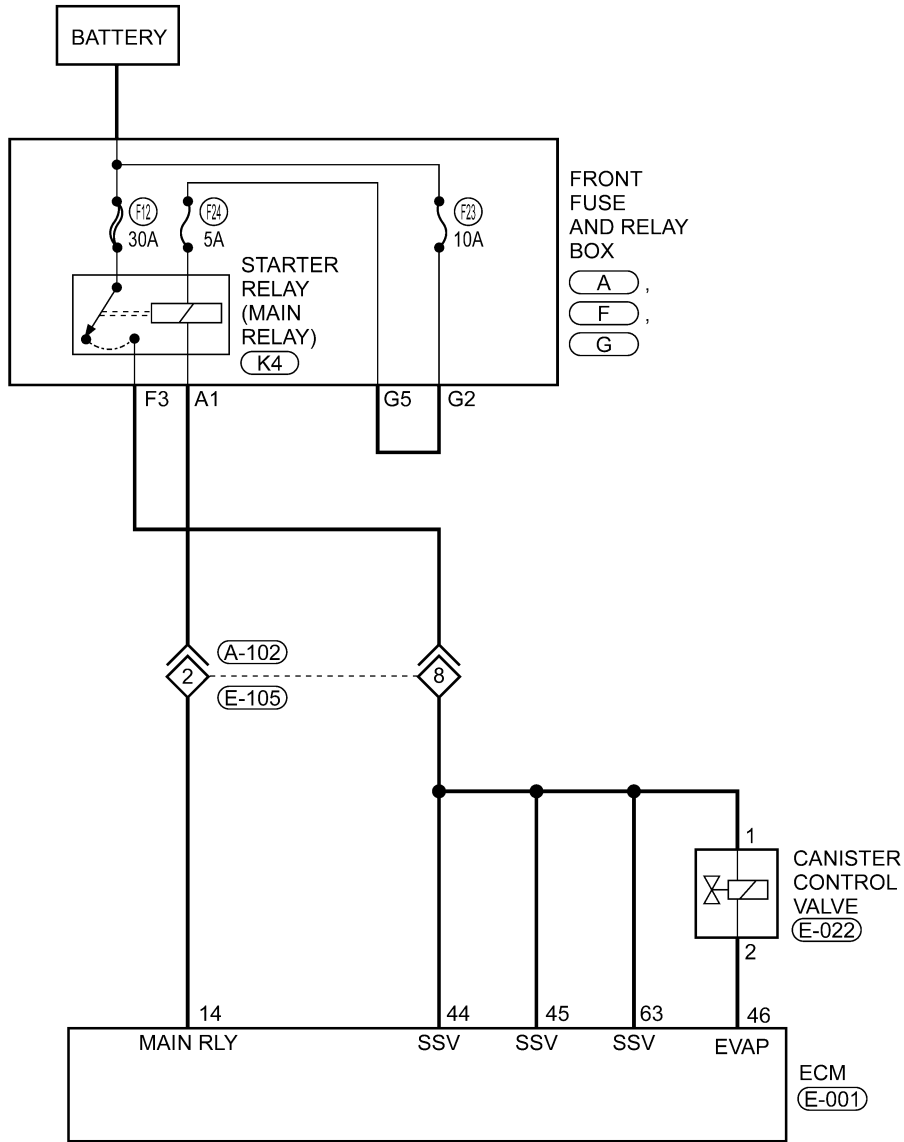 BATTERY
FRONT
FUSE
AND RELAY
BOX
A ,
F ,
G
F12
30A
F24
5A
F23
10A
STARTER
RELAY
(MAIN
RELAY)
K4
F3
A1
G5
G2
A-102
2
8
E-105
1
CANISTER
CONTROL
VALVE
E-022
2
14
44
45
63
46
MAIN RLY
SSV
SSV
SSV
EVAP
ECM
E-001